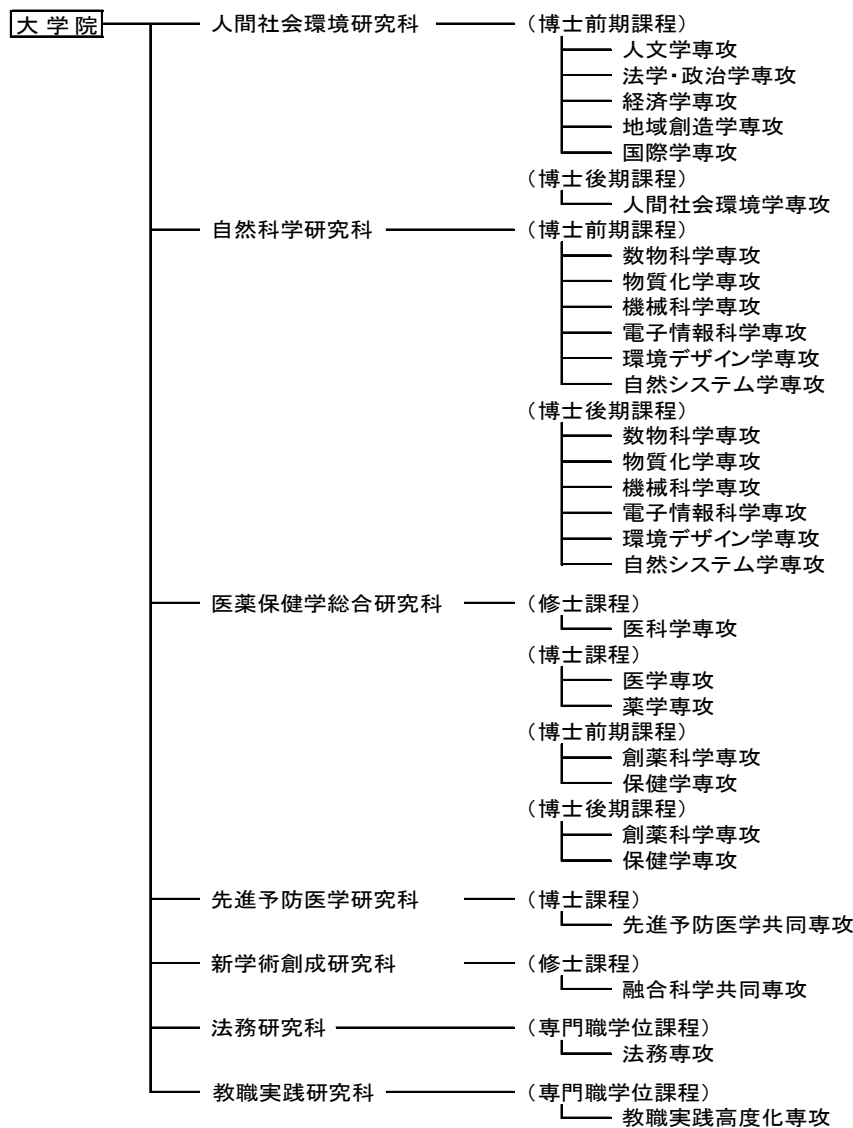 大学院 人間社会環境研究科 (博士前期課程)
人文学専攻
法学・政治学専攻
経済学専攻
地域創造学専攻
国際学専攻
(博士後期課程)
人間社会環境学専攻
自然科学研究科 (博士前期課程)
数物科学専攻
物質化学専攻
機械科学専攻
電子情報科学専攻
環境デザイン学専攻
自然システム学専攻
(博士後期課程)
数物科学専攻
物質化学専攻
機械科学専攻
電子情報科学専攻
環境デザイン学専攻
自然システム学専攻
医薬保健学総合研究科 (修士課程)
医科学専攻
(博士課程)
医学専攻
薬学専攻
(博士前期課程)
創薬科学専攻
保健学専攻
(博士後期課程)
創薬科学専攻
保健学専攻
先進予防医学研究科 (博士課程)
先進予防医学共同専攻
新学術創成研究科 (修士課程)
融合科学共同専攻
法務研究科 (専門職学位課程)
法務専攻
教職実践研究科 (専門職学位課程)
教職実践高度化専攻